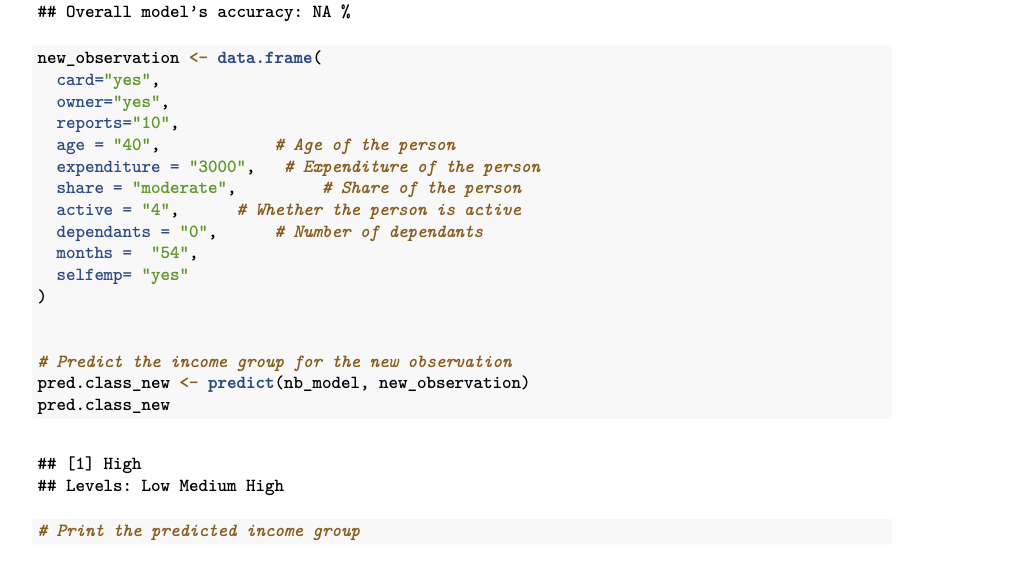 ## Overall model's accuracy: NA %
new_observation <- data.frame(
card="yes",
owner="yes",
reports="10",
age = "40", # Age of the person
expenditure = "3000", # Expenditure of the person
share = "moderate", # Share of the person
active = "4", # Whether the person is active
dependants = "0", # Number of dependants
months = "54",
selfemp= "yes"
)
# Predict the income group for the new observation
pred.class_new <- predict(nb_model, new_observation)
pred.class_new
## [1] High
## Levels: Low Medium High
# Print the predicted income group